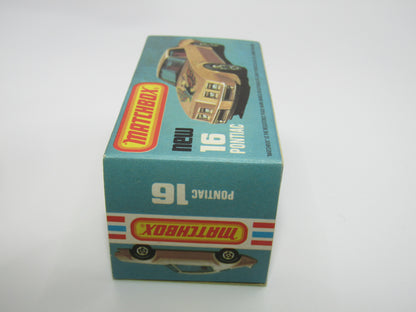 MATCHBOX
new
16
PONTIAC
16 PONTIAC
MATCHBOX